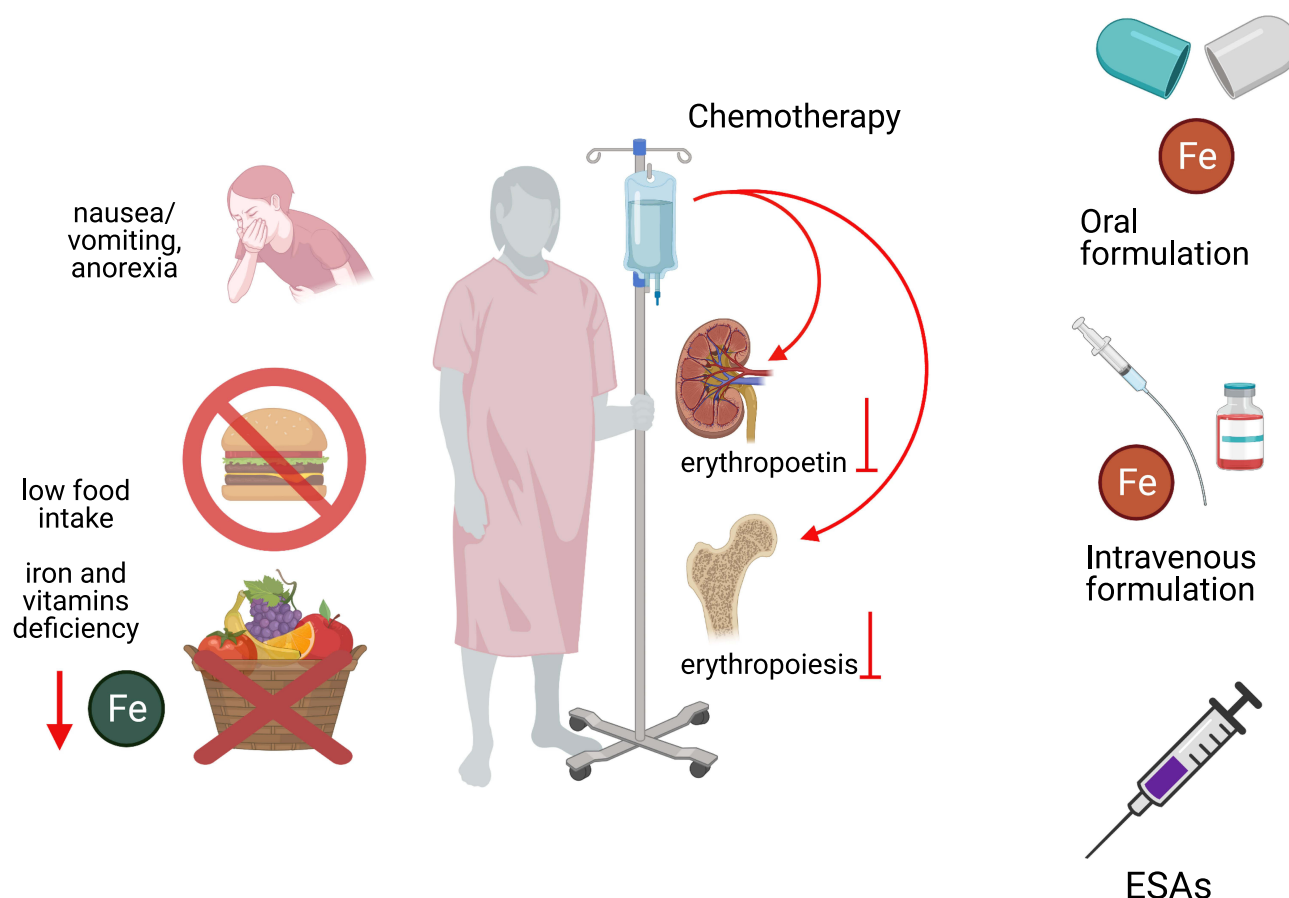 Chemotherapy
nausea/
vomiting,
anorexia
low food
intake
iron and
vitamins
deficiency
Fe
erythropoetin
erythropoiesis
Fe
Oral
formulation
Fe
Intravenous
formulation
ESAs